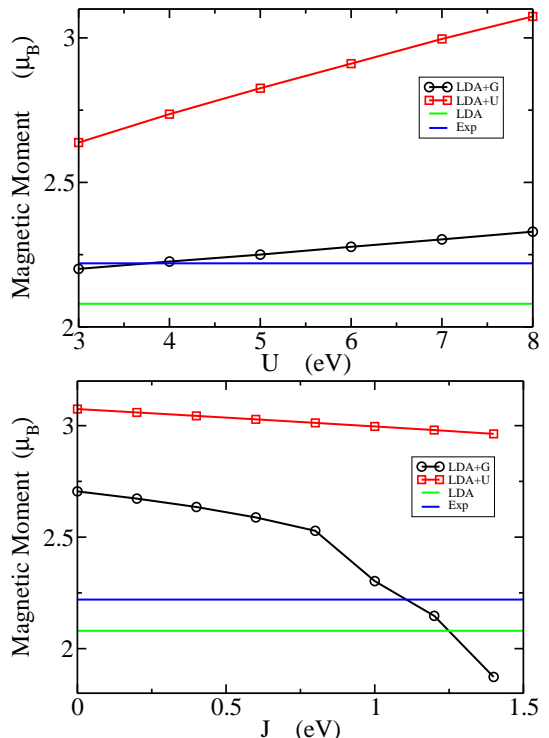 Magnetic Moment (μB)
3
2.5
2
LDA+G
LDA+U
LDA
Exp
3 4 5 6 7 8
U (eV)
Magnetic Moment (μB)
3
2.5
2
LDA+G
LDA+U
LDA
Exp
0 0.5 1 1.5
J (eV)